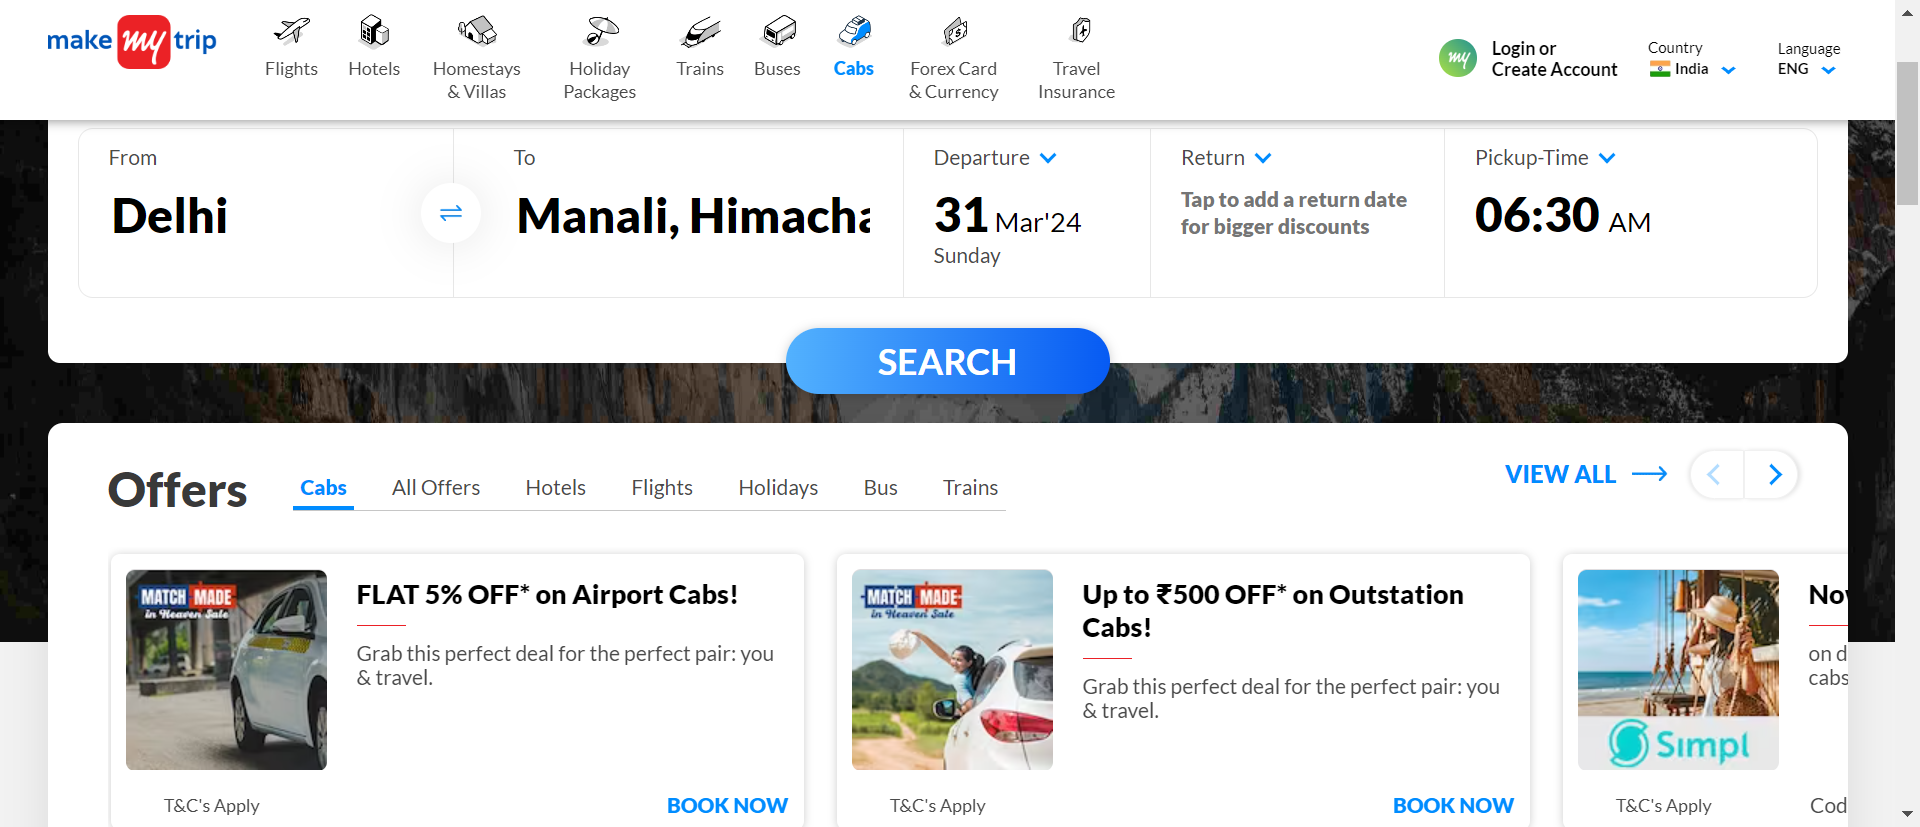 make my trip
Flights
Hotels
Homestays
& Villas
Holiday
Packages
Trains
Buses
Cabs
Forex Card
& Currency
Travel
Insurance
my
Login or
Create Account
Country
India
Language
ENG
From
Delhi
To
Manali, Himacha
Departure
31 Mar'24
Sunday
Return
Tap to add a return date
for bigger discounts
Pickup-Time
06:30 AM
SEARCH
Offers
Cabs
All Offers
Hotels
Flights
Holidays
Bus
Trains
VIEW ALL
MATCH MADE
in Heaven Sale
FLAT 5% OFF* on Airport Cabs!
Grab this perfect deal for the perfect pair: you
& travel.
T&C's Apply
BOOK NOW
MATCH MADE
in Heaven Sale
Up to ₹500 OFF* on Outstation
Cabs!
Grab this perfect deal for the perfect pair: you
& travel.
T&C's Apply
BOOK NOW
Simpl
No
on d
cabs
T&C's Apply
Cod